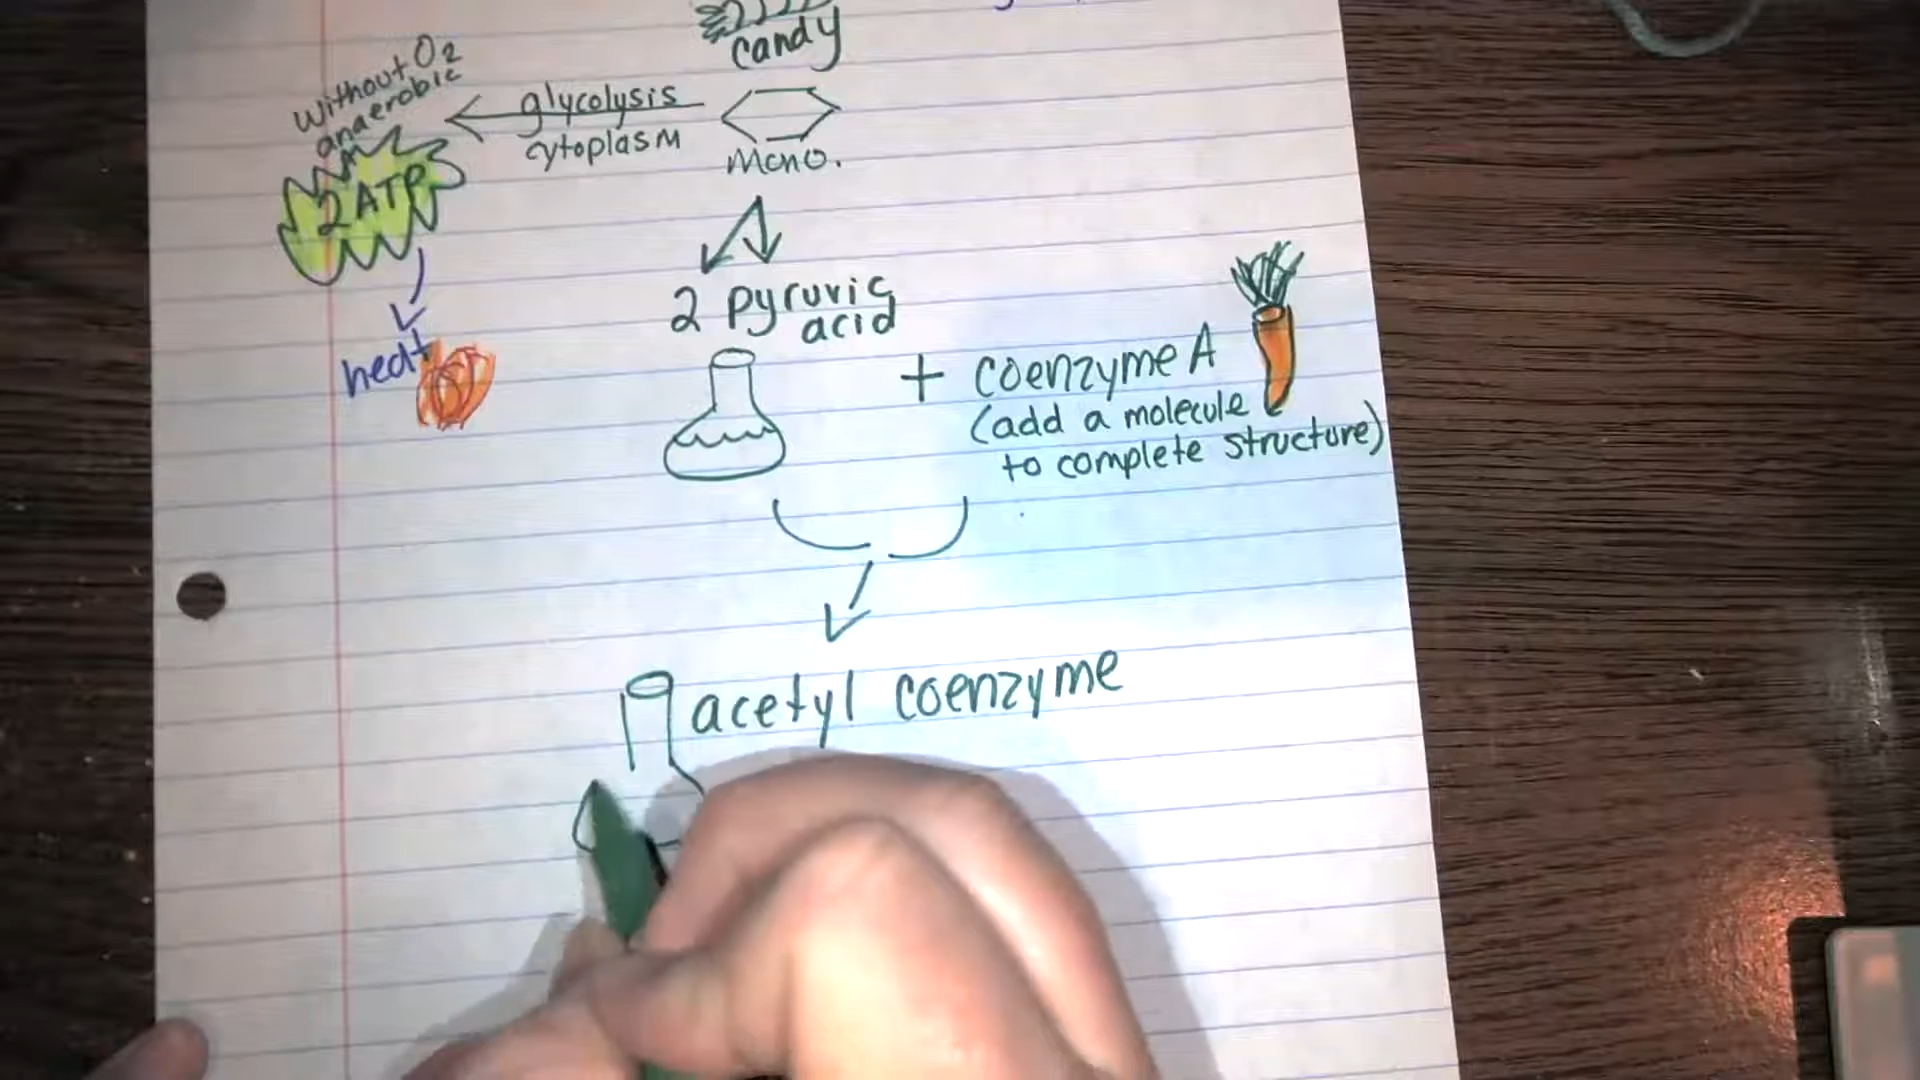 candy
without O2
anaerobic
glycolysis
cytoplasm
Mono.
2 ATP
2 pyruvic
acid
heat
+ coenzyme A
(add a molecule
to complete structure)
acetyl coenzyme